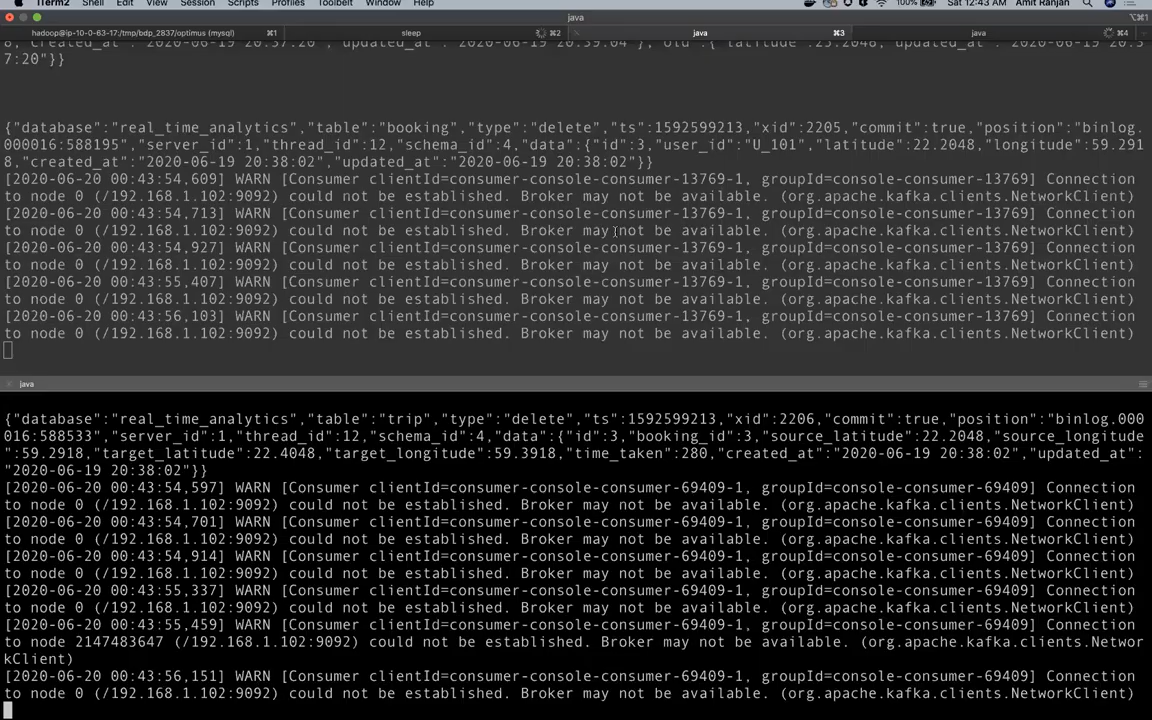 iTerm2 Shell Edit View Session Scripts Profiles Toolbelt Window Help 100% Sat 12:43 AM Amit Ranjan
java ⌥⌘1
hadoop@ip-10-0-63-17:/tmp/bdp_2837/optimus (mysql) ⌘1 sleep ⌘2 java ⌘3 java ⌘4
8,"created_at":"2020-06-19 20:37:20","updated_at":"2020-06-19 20:39:04"},"old":{"latitude":23.2048,"updated_at":"2020-06-19 20:3
7:20"}}
{"database":"real_time_analytics","table":"booking","type":"delete","ts":1592599213,"xid":2205,"commit":true,"position":"binlog.
000016:588195","server_id":1,"thread_id":12,"schema_id":4,"data":{"id":3,"user_id":"U_101","latitude":22.2048,"longitude":59.291
8,"created_at":"2020-06-19 20:38:02","updated_at":"2020-06-19 20:38:02"}}
[2020-06-20 00:43:54,609] WARN [Consumer clientId=consumer-console-consumer-13769-1, groupId=console-consumer-13769] Connection
to node 0 (/192.168.1.102:9092) could not be established. Broker may not be available. (org.apache.kafka.clients.NetworkClient)
[2020-06-20 00:43:54,713] WARN [Consumer clientId=consumer-console-consumer-13769-1, groupId=console-consumer-13769] Connection
to node 0 (/192.168.1.102:9092) could not be established. Broker may not be available. (org.apache.kafka.clients.NetworkClient)
[2020-06-20 00:43:54,927] WARN [Consumer clientId=consumer-console-consumer-13769-1, groupId=console-consumer-13769] Connection
to node 0 (/192.168.1.102:9092) could not be established. Broker may not be available. (org.apache.kafka.clients.NetworkClient)
[2020-06-20 00:43:55,407] WARN [Consumer clientId=consumer-console-consumer-13769-1, groupId=console-consumer-13769] Connection
to node 0 (/192.168.1.102:9092) could not be established. Broker may not be available. (org.apache.kafka.clients.NetworkClient)
[2020-06-20 00:43:56,103] WARN [Consumer clientId=consumer-console-consumer-13769-1, groupId=console-consumer-13769] Connection
to node 0 (/192.168.1.102:9092) could not be established. Broker may not be available. (org.apache.kafka.clients.NetworkClient)
java
{"database":"real_time_analytics","table":"trip","type":"delete","ts":1592599213,"xid":2206,"commit":true,"position":"binlog.000
016:588533","server_id":1,"thread_id":12,"schema_id":4,"data":{"id":3,"booking_id":3,"source_latitude":22.2048,"source_longitude
":59.2918,"target_latitude":22.4048,"target_longitude":59.3918,"time_taken":280,"created_at":"2020-06-19 20:38:02","updated_at":
"2020-06-19 20:38:02"}}
[2020-06-20 00:43:54,597] WARN [Consumer clientId=consumer-console-consumer-69409-1, groupId=console-consumer-69409] Connection
to node 0 (/192.168.1.102:9092) could not be established. Broker may not be available. (org.apache.kafka.clients.NetworkClient)
[2020-06-20 00:43:54,701] WARN [Consumer clientId=consumer-console-consumer-69409-1, groupId=console-consumer-69409] Connection
to node 0 (/192.168.1.102:9092) could not be established. Broker may not be available. (org.apache.kafka.clients.NetworkClient)
[2020-06-20 00:43:54,914] WARN [Consumer clientId=consumer-console-consumer-69409-1, groupId=console-consumer-69409] Connection
to node 0 (/192.168.1.102:9092) could not be established. Broker may not be available. (org.apache.kafka.clients.NetworkClient)
[2020-06-20 00:43:55,337] WARN [Consumer clientId=consumer-console-consumer-69409-1, groupId=console-consumer-69409] Connection
to node 0 (/192.168.1.102:9092) could not be established. Broker may not be available. (org.apache.kafka.clients.NetworkClient)
[2020-06-20 00:43:55,459] WARN [Consumer clientId=consumer-console-consumer-69409-1, groupId=console-consumer-69409] Connection
to node 2147483647 (/192.168.1.102:9092) could not be established. Broker may not be available. (org.apache.kafka.clients.Networ
kClient)
[2020-06-20 00:43:56,151] WARN [Consumer clientId=consumer-console-consumer-69409-1, groupId=console-consumer-69409] Connection
to node 0 (/192.168.1.102:9092) could not be established. Broker may not be available. (org.apache.kafka.clients.NetworkClient)